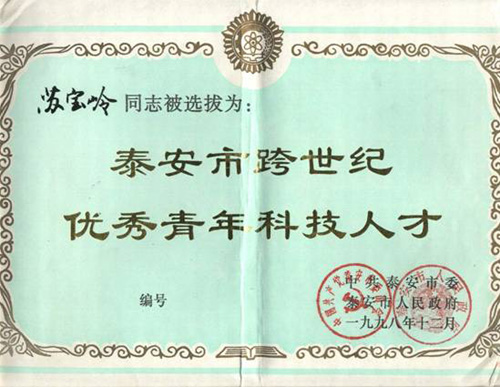 苏宝岭 同志被选拔为:
泰安市跨世纪
优秀青年科技人才
中共泰安市委
编号
泰安市人民政府
一九九八年十二月